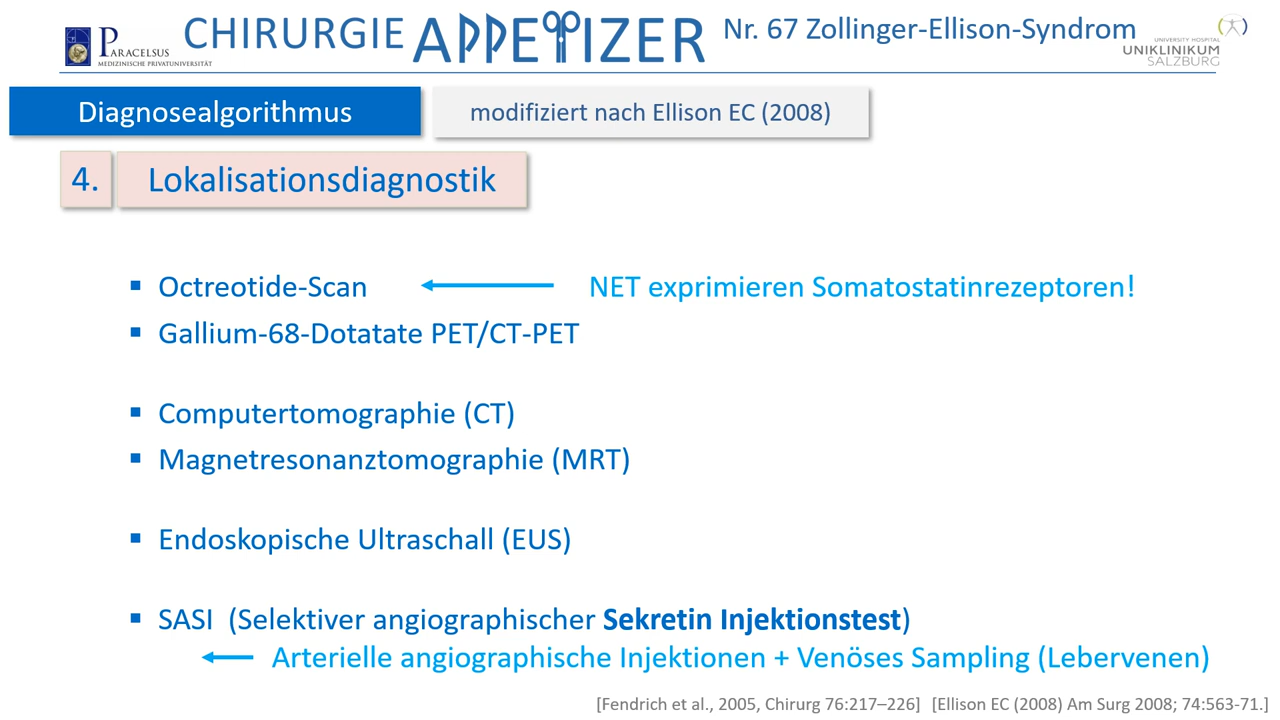 PARACELSUS
MEDIZINISCHE PRIVATUNIVERSITÄT
CHIRURGIE APPETIZER
Nr. 67 Zollinger-Ellison-Syndrom
UNIVERSITY HOSPITAL
UNIKLINIKUM
SALZBURG
Diagnosealgorithmus
modifiziert nach Ellison EC (2008)
4. Lokalisationsdiagnostik
▪ Octreotide-Scan ← NET exprimieren Somatostatinrezeptoren!
▪ Gallium-68-Dotatate PET/CT-PET
▪ Computertomographie (CT)
▪ Magnetresonanztomographie (MRT)
▪ Endoskopische Ultraschall (EUS)
▪ SASI (Selektiver angiographischer Sekretin Injektionstest)
← Arterielle angiographische Injektionen + Venöses Sampling (Lebervenen)
[Fendrich et al., 2005, Chirurg 76:217–226] [Ellison EC (2008) Am Surg 2008; 74:563-71.]